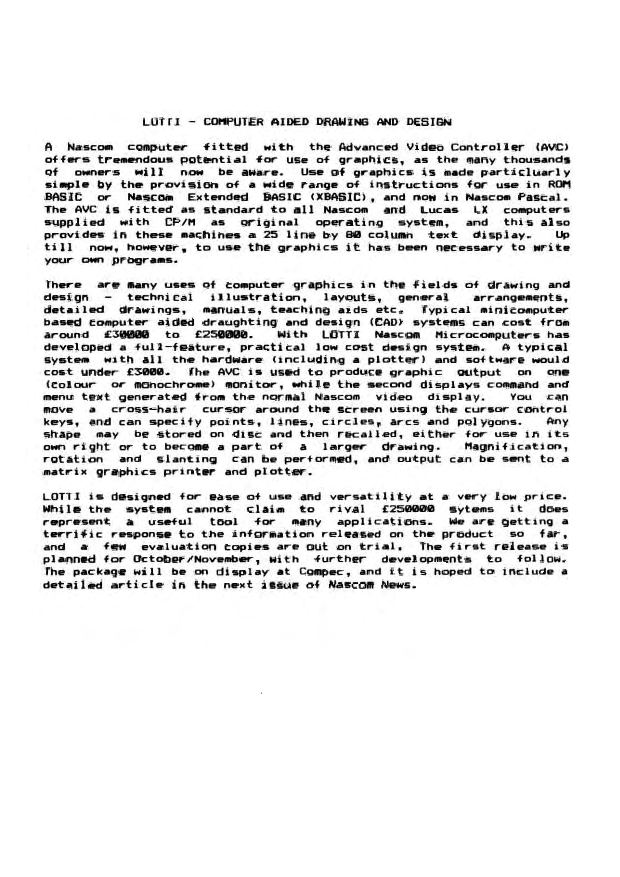 LOTTI - COMPUTER AIDED DRAWING AND DESIGN
A Nascom computer fitted with the Advanced Video Controller (AVC)
offers tremendous potential for use of graphics, as the many thousands
of owners will now be aware. Use of graphics is made particluarly
simple by the provision of a wide range of instructions for use in ROM
BASIC or Nascom Extended BASIC (XBASIC), and now in Nascom Pascal.
The AVC is fitted as standard to all Nascom and Lucas LX computers
supplied with CP/M as original operating system, and this also
provides in these machines a 25 line by 80 column text display. Up
till now, however, to use the graphics it has been necessary to write
your own programs.
There are many uses of computer graphics in the fields of drawing and
design - technical illustration, layouts, general arrangements,
detailed drawings, manuals, teaching aids etc. Typical minicomputer
based computer aided draughting and design (CAD) systems can cost from
around £30000 to £250000. With LOTTI Nascom Microcomputers has
developed a full-feature, practical low cost design system. A typical
system with all the hardware (including a plotter) and software would
cost under £3000. The AVC is used to produce graphic output on one
(colour or monochrome) monitor, while the second displays command and
menu text generated from the normal Nascom video display. You can
move a cross-hair cursor around the screen using the cursor control
keys, and can specify points, lines, circles, arcs and polygons. Any
shape may be stored on disc and then recalled, either for use in its
own right or to become a part of a larger drawing. Magnification,
rotation and slanting can be performed, and output can be sent to a
matrix graphics printer and plotter.
LOTTI is designed for ease of use and versatility at a very low price.
While the system cannot claim to rival £250000 sytems it does
represent a useful tool for many applications. We are getting a
terrific response to the information released on the product so far,
and a few evaluation copies are out on trial. The first release is
planned for October/November, with further developments to follow.
The package will be on display at Compec, and it is hoped to include a
detailed article in the next issue of Nascom News.